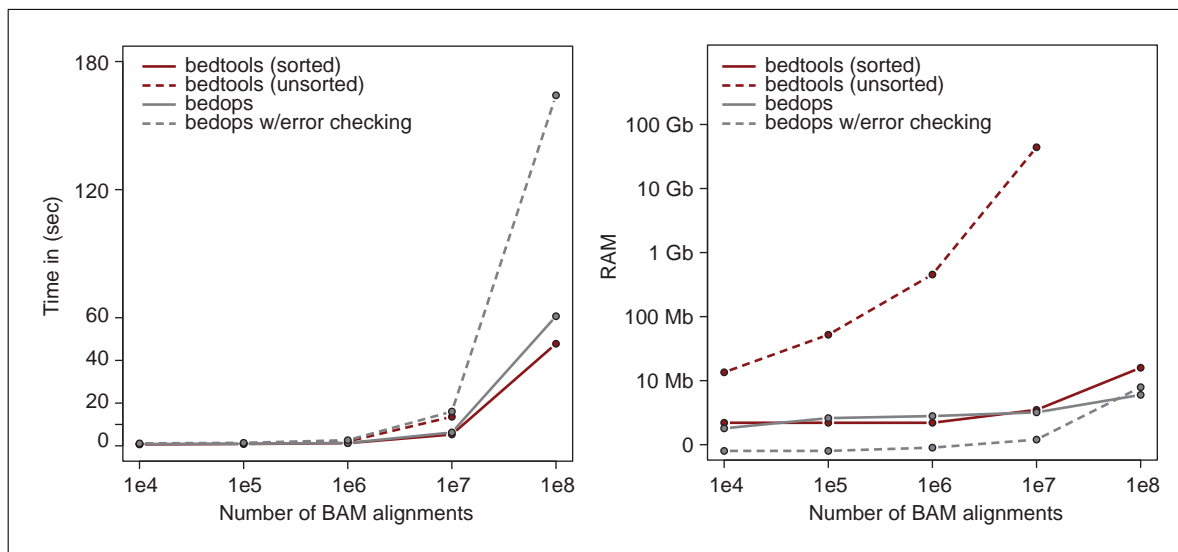 180
120
60
40
20
0
Time in (sec)
bedtools (sorted)
bedtools (unsorted)
bedops
bedops w/error checking
1e4
1e5
1e6
1e7
1e8
Number of BAM alignments
100 Gb
10 Gb
1 Gb
100 Mb
10 Mb
0
RAM
bedtools (sorted)
bedtools (unsorted)
bedops
bedops w/error checking
1e4
1e5
1e6
1e7
1e8
Number of BAM alignments